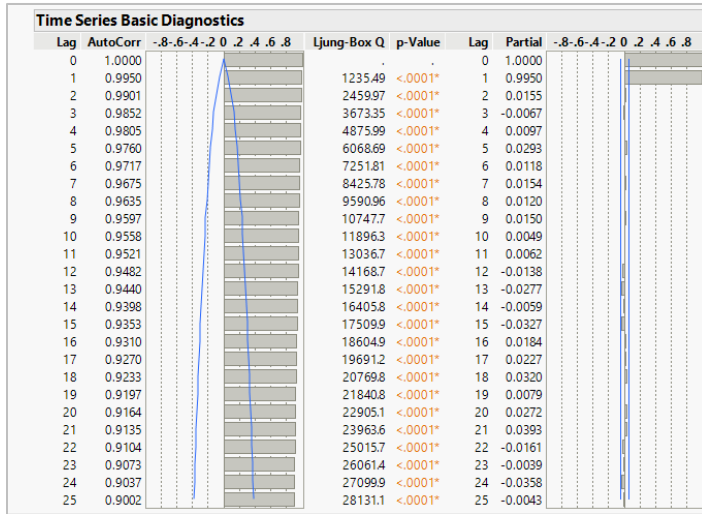 Time Series Basic Diagnostics
Lag AutoCorr -.8-.6-.4-.2 0 .2 .4 .6 .8 Ljung-Box Q p-Value Lag Partial -.8-.6-.4-.2 0 .2 .4 .6 .8
0 1.0000 . . 0 1.0000
1 0.9950 1235.49 <.0001* 1 0.9950
2 0.9901 2459.97 <.0001* 2 0.0155
3 0.9852 3673.35 <.0001* 3 -0.0067
4 0.9805 4875.99 <.0001* 4 0.0097
5 0.9760 6068.69 <.0001* 5 0.0293
6 0.9717 7251.81 <.0001* 6 0.0118
7 0.9675 8425.78 <.0001* 7 0.0154
8 0.9635 9590.96 <.0001* 8 0.0120
9 0.9597 10747.7 <.0001* 9 0.0150
10 0.9558 11896.3 <.0001* 10 0.0049
11 0.9521 13036.7 <.0001* 11 0.0062
12 0.9482 14168.7 <.0001* 12 -0.0138
13 0.9440 15291.8 <.0001* 13 -0.0277
14 0.9398 16405.8 <.0001* 14 -0.0059
15 0.9353 17509.9 <.0001* 15 -0.0327
16 0.9310 18604.9 <.0001* 16 0.0184
17 0.9270 19691.2 <.0001* 17 0.0227
18 0.9233 20769.8 <.0001* 18 0.0320
19 0.9197 21840.8 <.0001* 19 0.0079
20 0.9164 22905.1 <.0001* 20 0.0272
21 0.9135 23963.6 <.0001* 21 0.0393
22 0.9104 25015.7 <.0001* 22 -0.0161
23 0.9073 26061.4 <.0001* 23 -0.0039
24 0.9037 27099.9 <.0001* 24 -0.0358
25 0.9002 28131.1 <.0001* 25 -0.0043